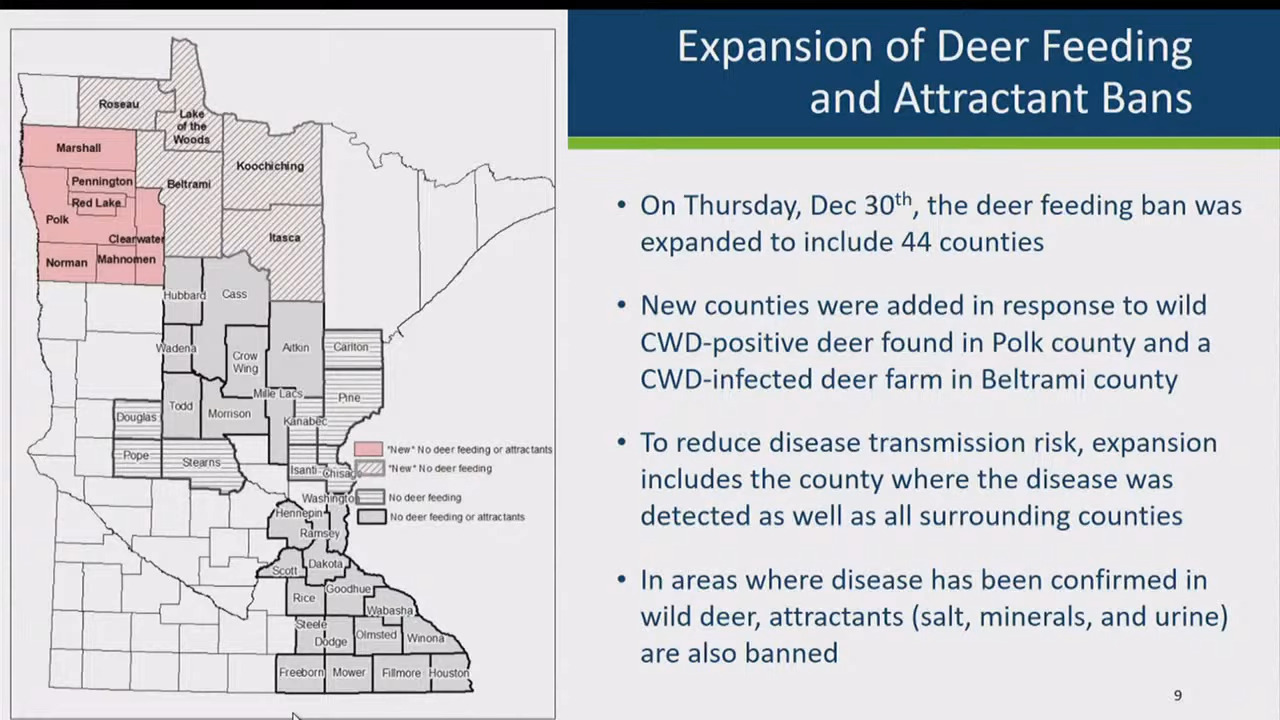 Expansion of Deer Feeding
and Attractant Bans
Roseau
Lake
of the
Woods
Marshall
Koochiching
Pennington
Beltrami
Red Lake
Polk
Clearwater
Itasca
Norman
Mahnomen
Hubbard
Cass
Wadena
Crow
Wing
Aitkin
Carlton
Mille Lacs
Pine
Todd
Morrison
Douglas
Kanabec
Pope
Stearns
Isanti
Chisago
Washington
Hennepin
Ramsey
Scott
Dakota
Rice
Goodhue
Wabasha
Steele
Dodge
Olmsted
Winona
Freeborn
Mower
Fillmore
Houston
*New* No deer feeding or attractants
*New* No deer feeding
No deer feeding
No deer feeding or attractants
• On Thursday, Dec 30th, the deer feeding ban was
expanded to include 44 counties
• New counties were added in response to wild
CWD-positive deer found in Polk county and a
CWD-infected deer farm in Beltrami county
• To reduce disease transmission risk, expansion
includes the county where the disease was
detected as well as all surrounding counties
• In areas where disease has been confirmed in
wild deer, attractants (salt, minerals, and urine)
are also banned
9